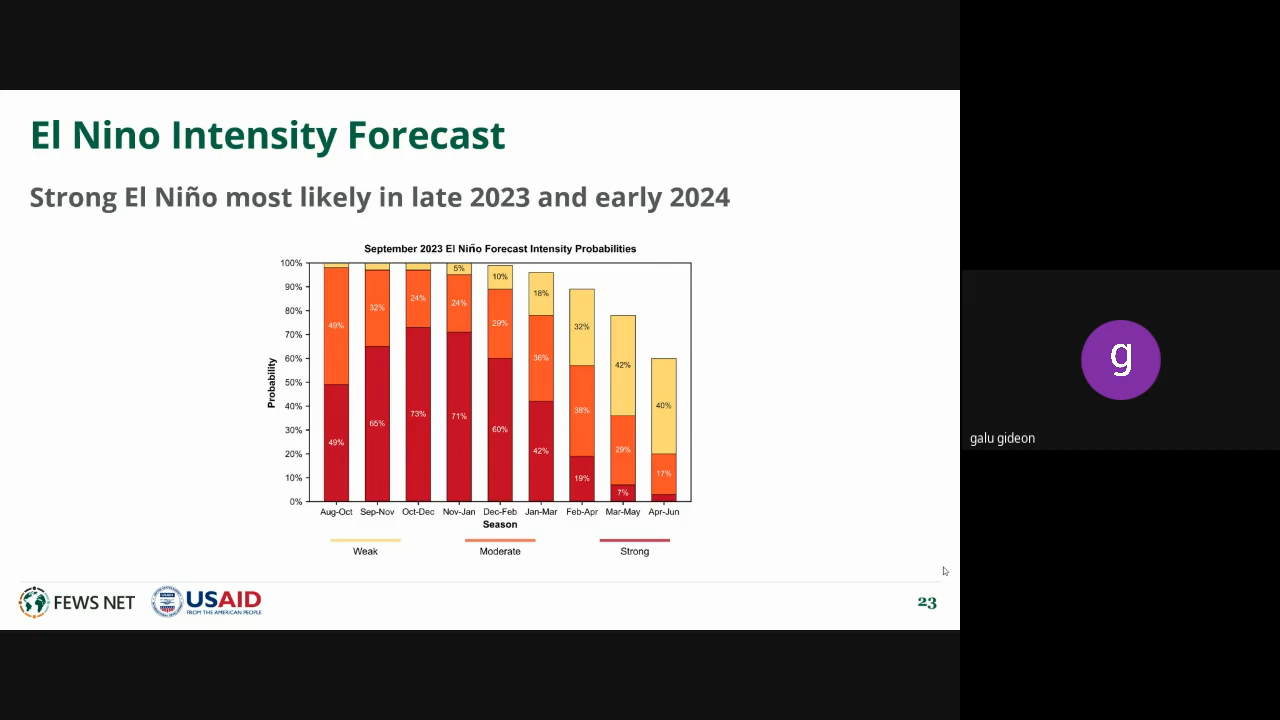 El Nino Intensity Forecast
Strong El Niño most likely in late 2023 and early 2024
September 2023 El Niño Forecast Intensity Probabilities
Probability
100%
90%
80%
70%
60%
50%
40%
30%
20%
10%
0%
49%
49%
32%
65%
24%
73%
5%
24%
71%
10%
29%
60%
18%
36%
42%
32%
38%
19%
42%
29%
7%
40%
17%
Aug-Oct Sep-Nov Oct-Dec Nov-Jan Dec-Feb Jan-Mar Feb-Apr Mar-May Apr-Jun
Season
Weak Moderate Strong
FEWS NET
USAID
FROM THE AMERICAN PEOPLE
23
g
galu gideon